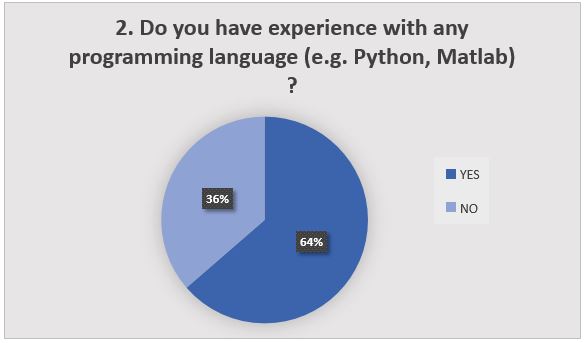 2. Do you have experience with any
programming language (e.g. Python, Matlab)
?
36%
64%
YES
NO